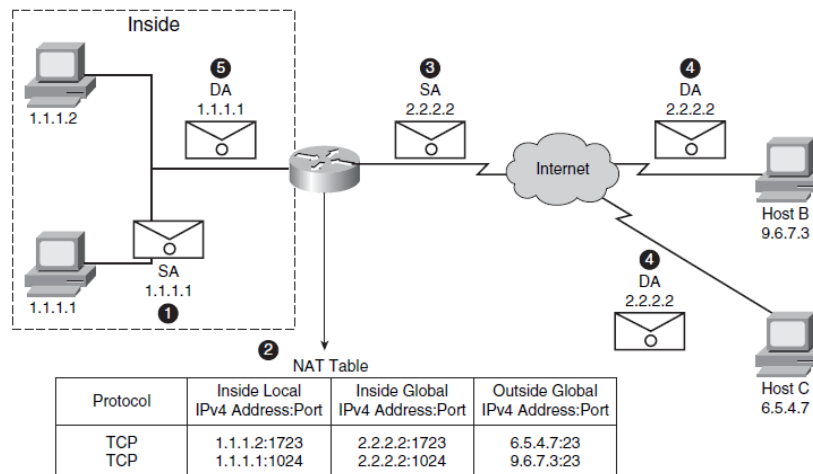 Inside
5
DA
1.1.1.1
3
SA
2.2.2.2
4
DA
2.2.2.2
1.1.1.2
Internet
Host B
9.6.7.3
SA
1.1.1.1
1
1.1.1.1
4
DA
2.2.2.2
Host C
6.5.4.7
2
NAT Table
Protocol
Inside Local
IPv4 Address:Port
Inside Global
IPv4 Address:Port
Outside Global
IPv4 Address:Port
TCP 1.1.1.2:1723 2.2.2.2:1723 6.5.4.7:23
TCP 1.1.1.1:1024 2.2.2.2:1024 9.6.7.3:23